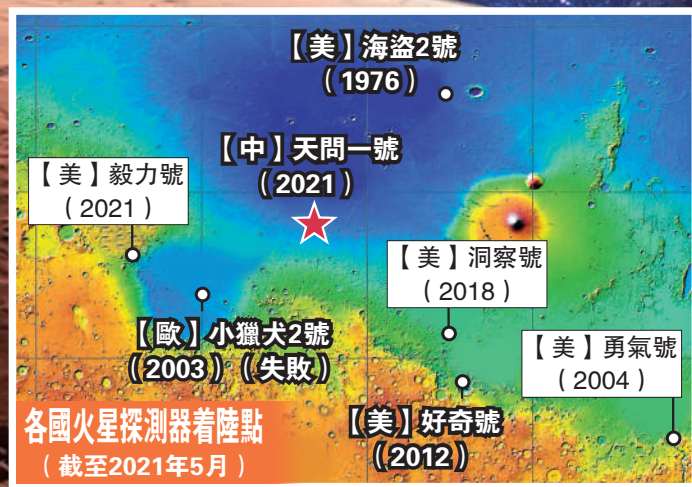 【美】海盜2號
（1976）
【中】天問一號
（2021）
【美】毅力號
（2021）
【美】洞察號
（2018）
【歐】小獵犬2號
（2003）（失敗）
【美】勇氣號
（2004）
【美】好奇號
（2012）
各國火星探測器着陸點
（截至2021年5月）